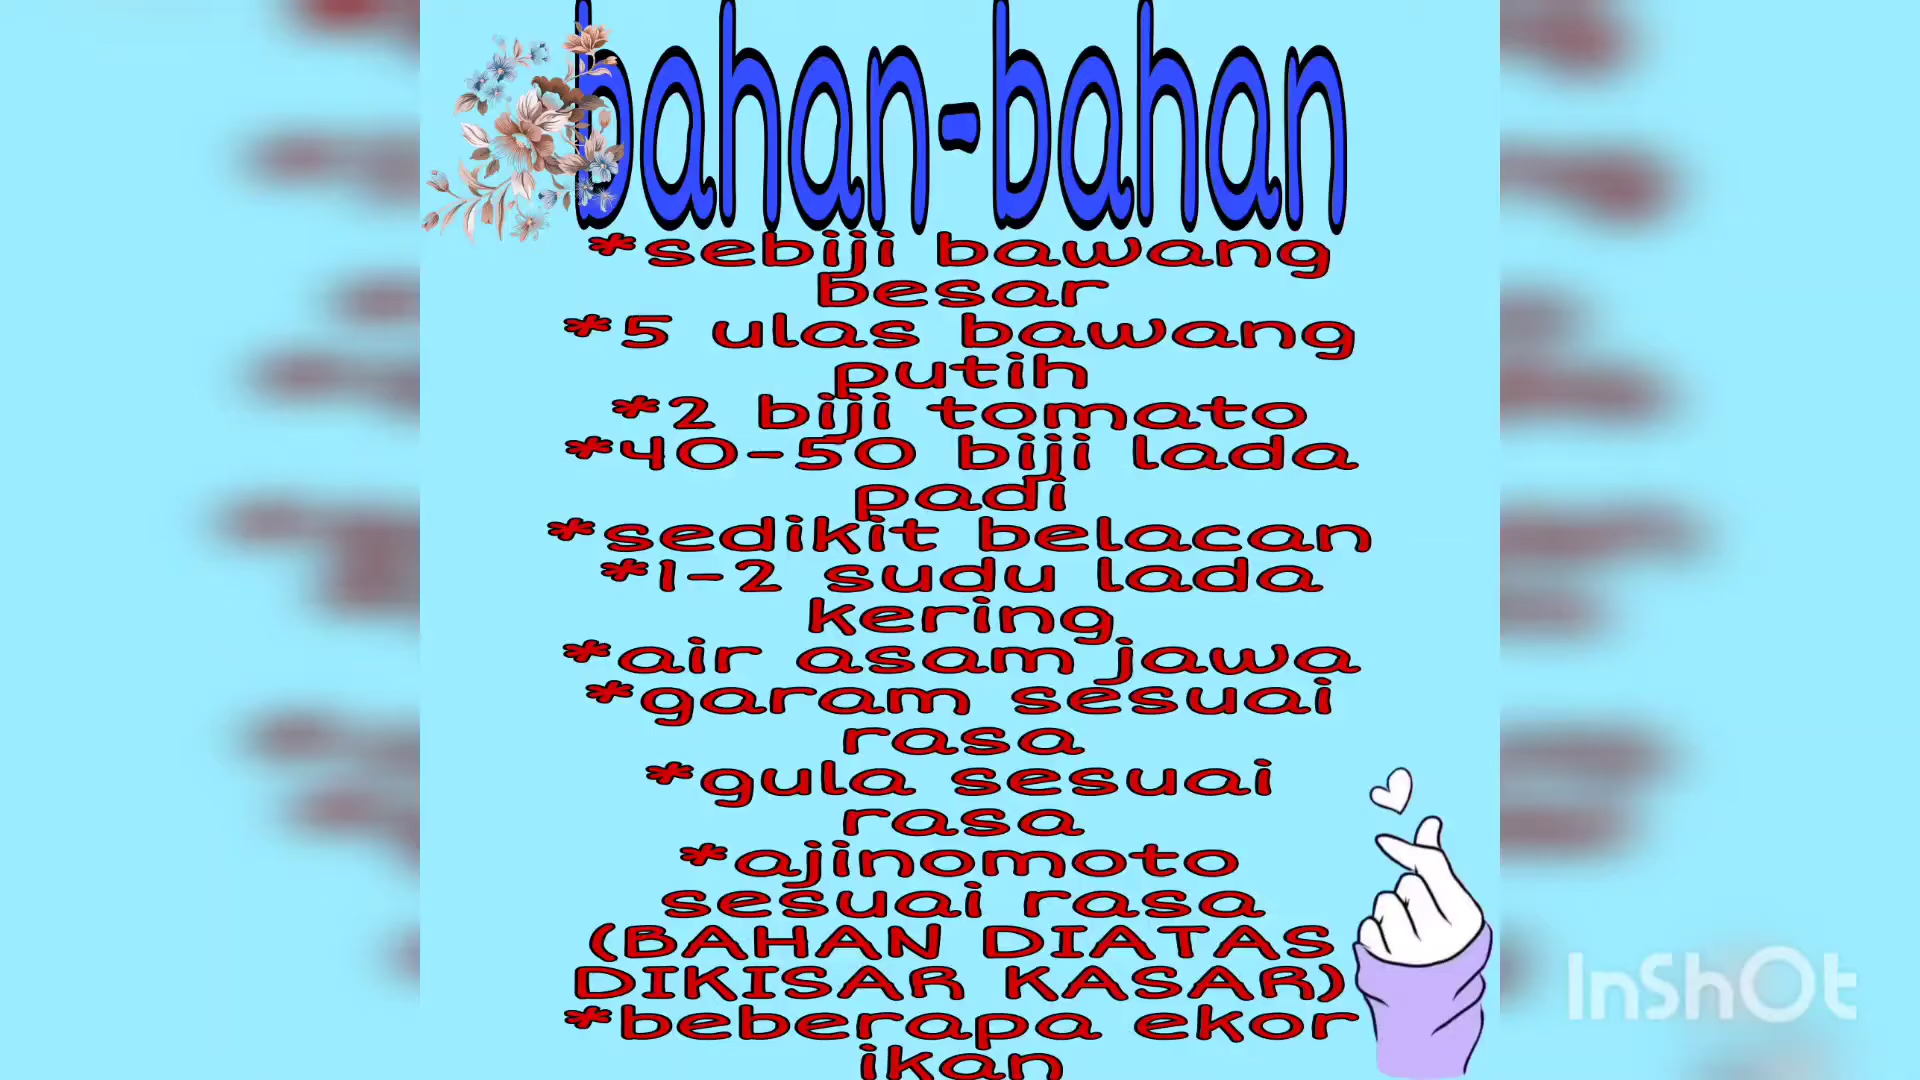 bahan-bahan
*sebiji bawang
besar
*5 ulas bawang
putih
*2 biji tomato
*40-50 biji lada
padi
*sedikit belacan
*1-2 sudu lada
kering
*air asam jawa
*garam sesuai
rasa
*gula sesuai
rasa
*ajinomoto
sesuai rasa
(BAHAN DIATAS
DIKISAR KASAR)
*beberapa ekor
ikan
InShOt